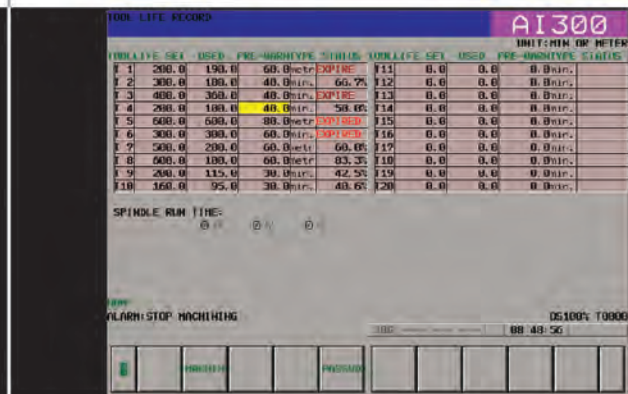 TOOL LIFE RECORD
AI300
UNIT:MIN OR METER
TOOL LIFE SET USED PRE-WARN TYPE STATUS TOOL LIFE SET USED PRE-WARN TYPE STATUS
T 1 200.0 190.0 60.0 metr EXPIRE T11 0.0 0.0 0.0 min.
T 2 300.0 100.0 40.0 min. 66.7% T12 0.0 0.0 0.0 min.
T 3 400.0 360.0 40.0 min. EXPIRE T13 0.0 0.0 0.0 min.
T 4 200.0 100.0 40.0 min. 50.0% T14 0.0 0.0 0.0 min.
T 5 600.0 600.0 80.0 metr EXPIRED T15 0.0 0.0 0.0 min.
T 6 300.0 300.0 60.0 min. EXPIRED T16 0.0 0.0 0.0 min.
T 7 500.0 200.0 60.0 metr 60.0% T17 0.0 0.0 0.0 min.
T 8 600.0 100.0 60.0 metr 83.3% T18 0.0 0.0 0.0 min.
T 9 200.0 115.0 30.0 min. 42.5% T19 0.0 0.0 0.0 min.
T10 160.0 95.0 30.0 min. 40.6% T20 0.0 0.0 0.0 min.
SPINDLE RUN TIME:
0 H 0 M 0
ALARM:STOP MACHINING
OS100% T0000
JOG **** *** ***
08:48:56
MACHIN PASSWD